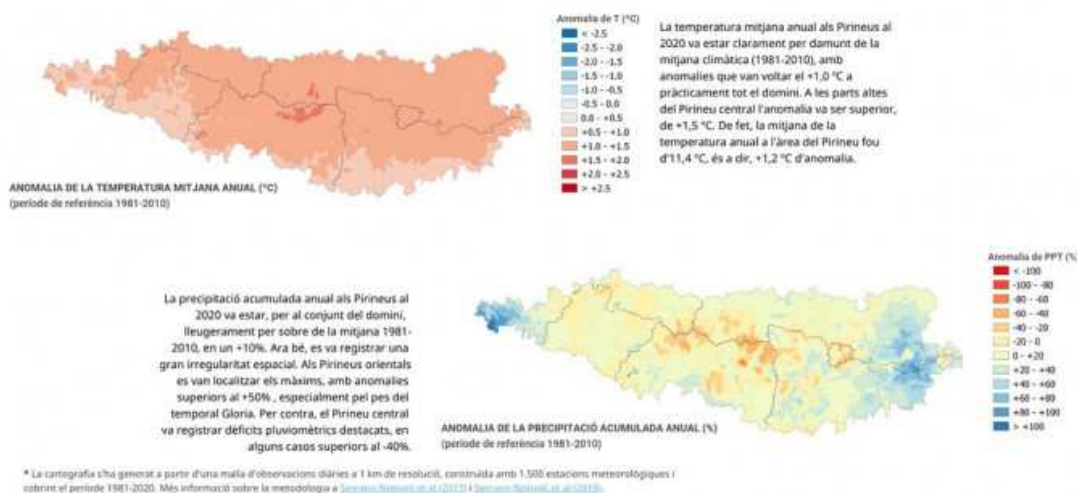 Anomalia de T (°C)
< -2.5
-2.5 - -2.0
-2.0 - -1.5
-1.5 - -1.0
-1.0 - -0.5
-0.5 - 0.0
0.0 - +0.5
+0.5 - +1.0
+1.0 - +1.5
+1.5 - +2.0
+2.0 - +2.5
> +2.5
La temperatura mitjana anual als Pirineus al
2020 va estar clarament per damunt de la
mitjana climàtica (1981-2010), amb
anomalies que van voltar el +1,0 °C a
pràcticament tot el domini. A les parts altes
del Pirineu central l'anomalia va ser superior,
de +1,5 °C. De fet, la mitjana de la
temperatura anual a l'àrea del Pirineu fou
d'11,4 °C, és a dir, +1,2 °C d'anomalia.
ANOMALIA DE LA TEMPERATURA MITJANA ANUAL (°C)
(període de referència 1981-2010)
La precipitació acumulada anual als Pirineus al
2020 va estar, per al conjunt del domini,
lleugerament per sobre de la mitjana 1981-
2010, en un +10%. Ara bé, es va registrar una
gran irregularitat espacial. Als Pirineus orientals
es van localitzar els màxims, amb anomalies
superiors al +50% , especialment pel pes del
temporal Gloria. Per contra, el Pirineu central
va registrar dèficits pluviomètrics destacats, en
alguns casos superiors al -40%.
Anomalia de PPT (%)
< -100
-100 - -80
-80 - -60
-60 - -40
-40 - -20
-20 - 0
0 - +20
+20 - +40
+40 - +60
+60 - +80
+80 - +100
> +100
ANOMALIA DE LA PRECIPITACIÓ ACUMULADA ANUAL (%)
(període de referència 1981-2010)
* La cartografia s'ha generat a partir d'una malla d'observacions diàries a 1 km de resolució, construïda amb 1.500 estacions meteorològiques i
cobrint el període 1981-2020. Més informació sobre la metodologia a Serrano-Notivoli et al (2017) i Serrano-Notivoli et al (2019).